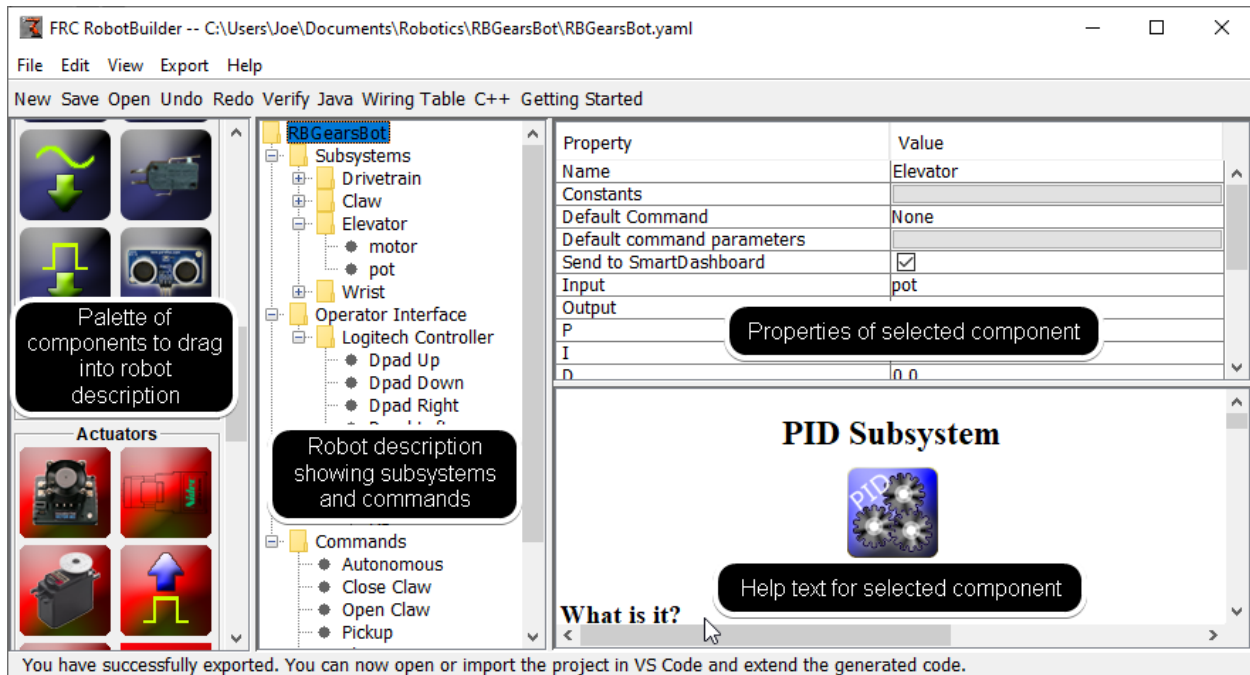 FRC RobotBuilder -- C:\Users\Joe\Documents\Robotics\RBGearsBot\RBGearsBot.yaml
File Edit View Export Help
New Save Open Undo Redo Verify Java Wiring Table C++ Getting Started
Palette of
components to drag
into robot
description
Actuators
RBGearsBot
Subsystems
Drivetrain
Claw
Elevator
motor
pot
Wrist
Operator Interface
Logitech Controller
Dpad Up
Dpad Down
Dpad Right
Robot description
showing subsystems
and commands
Commands
Autonomous
Close Claw
Open Claw
Pickup
Property Value
Name Elevator
Constants
Default Command None
Default command parameters
Send to SmartDashboard
Input pot
Output
P
I
D 0.0
Properties of selected component
PID Subsystem
PID
Help text for selected component
What is it?
You have successfully exported. You can now open or import the project in VS Code and extend the generated code.